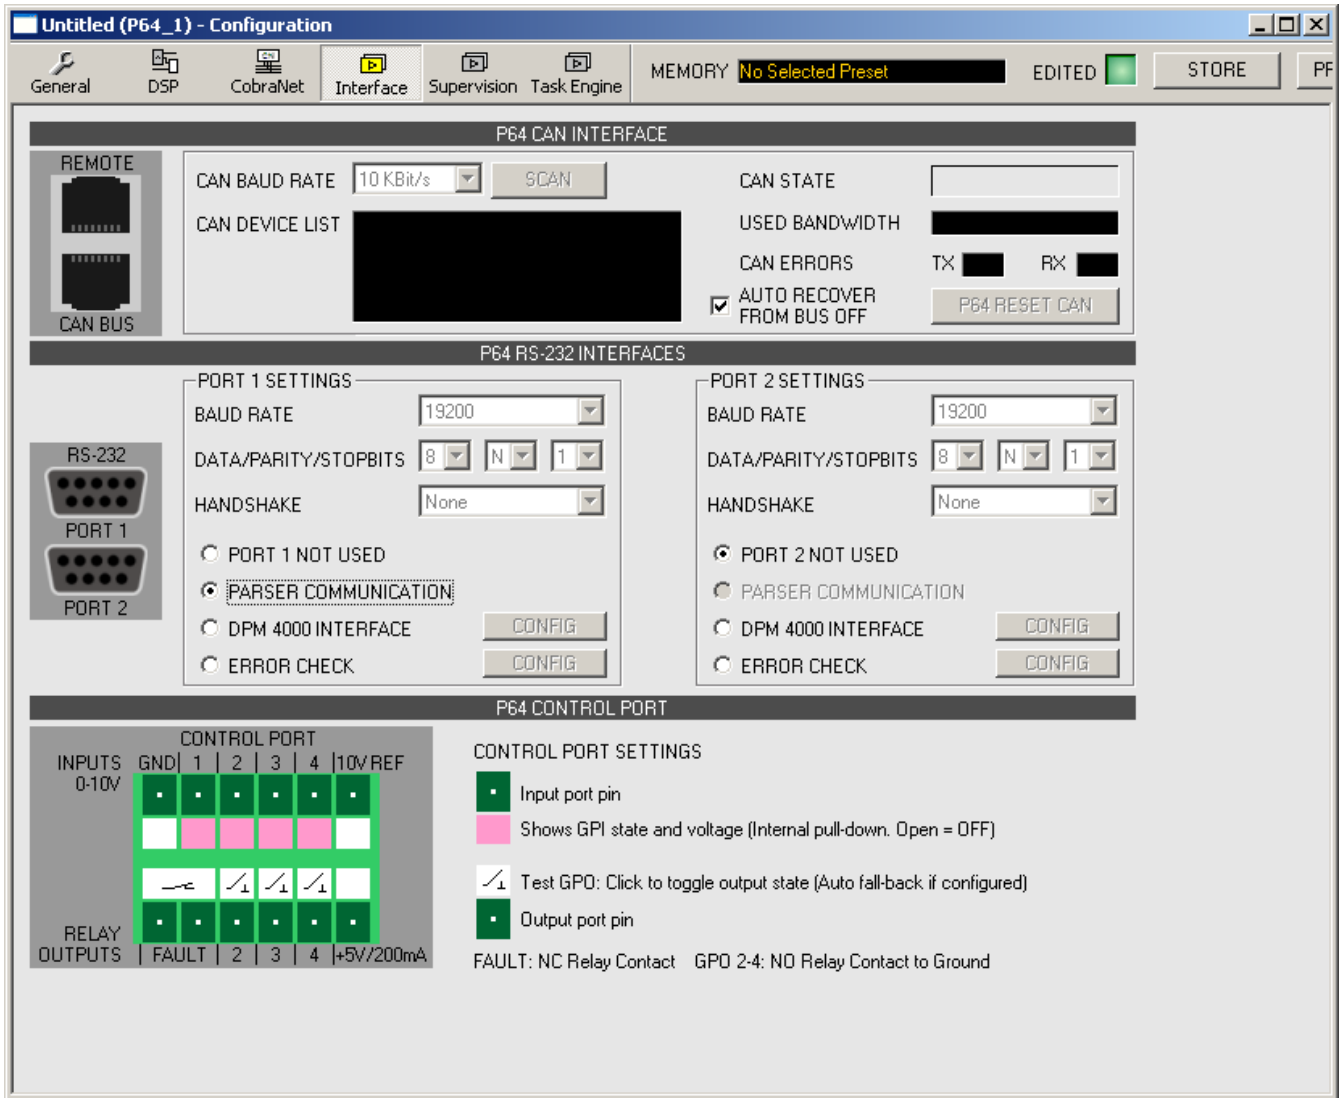 Untitled (P64_1) - Configuration
General DSP CobraNet Interface Supervision Task Engine MEMORY No Selected Preset EDITED STORE
P64 CAN INTERFACE
REMOTE
CAN BUS
CAN BAUD RATE 10 KBit/s SCAN
CAN DEVICE LIST
CAN STATE
USED BANDWIDTH
CAN ERRORS TX RX
AUTO RECOVER
FROM BUS OFF
P64 RESET CAN
P64 RS-232 INTERFACES
RS-232
PORT 1
PORT 2
PORT 1 SETTINGS
BAUD RATE 19200
DATA/PARITY/STOPBITS 8 N 1
HANDSHAKE None
PORT 1 NOT USED
PARSER COMMUNICATION
DPM 4000 INTERFACE CONFIG
ERROR CHECK CONFIG
PORT 2 SETTINGS
BAUD RATE 19200
DATA/PARITY/STOPBITS 8 N 1
HANDSHAKE None
PORT 2 NOT USED
PARSER COMMUNICATION
DPM 4000 INTERFACE CONFIG
ERROR CHECK CONFIG
P64 CONTROL PORT
CONTROL PORT
INPUTS GND| 1 | 2 | 3 | 4 |10V REF
0-10V
RELAY
OUTPUTS | FAULT | 2 | 3 | 4 |+5V/200mA
CONTROL PORT SETTINGS
Input port pin
Shows GPI state and voltage (Internal pull-down. Open = OFF)
Test GPO: Click to toggle output state (Auto fall-back if configured)
Output port pin
FAULT: NC Relay Contact GPO 2-4: NO Relay Contact to Ground